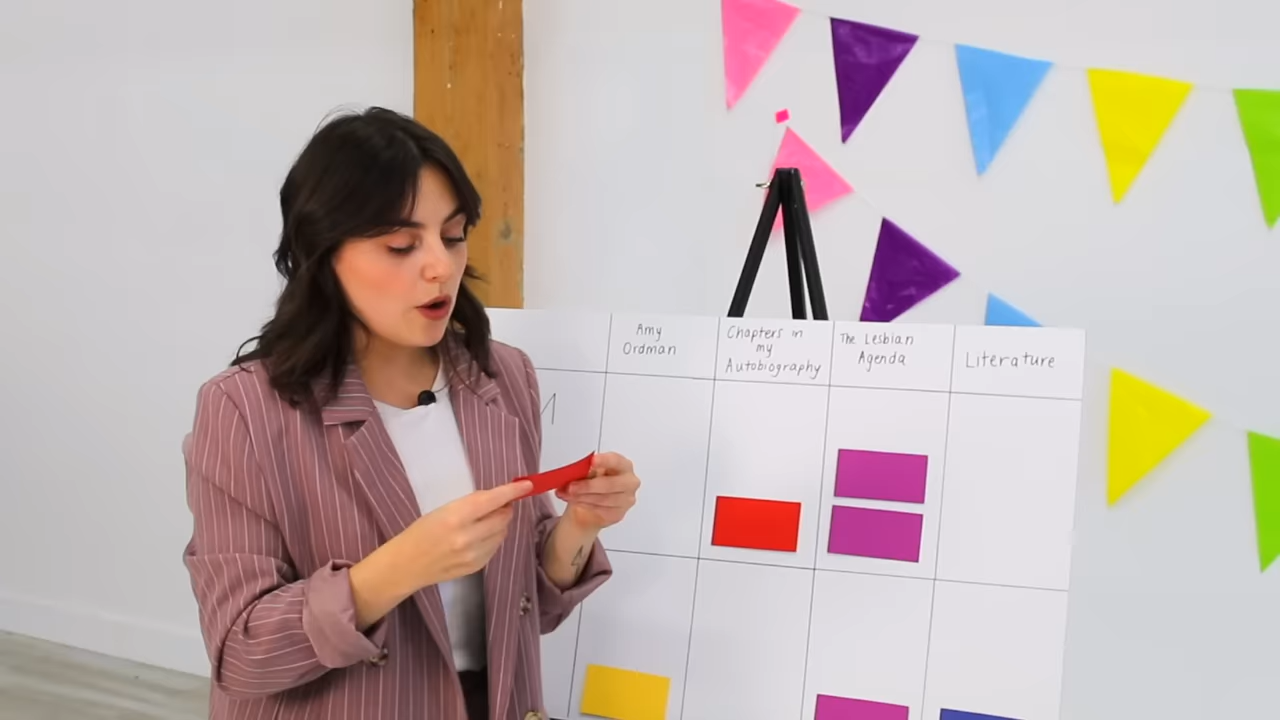 Amy
Ordman
Chapters in
my
Autobiography
The Lesbian
Agenda
Literature